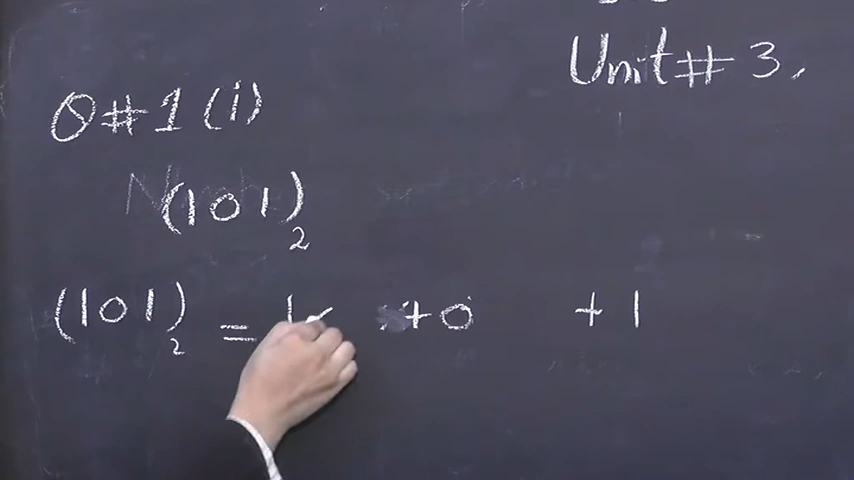 Unit # 3,
Q # 1 (i)
(101)2
(101)2 = 1 + 0 + 1